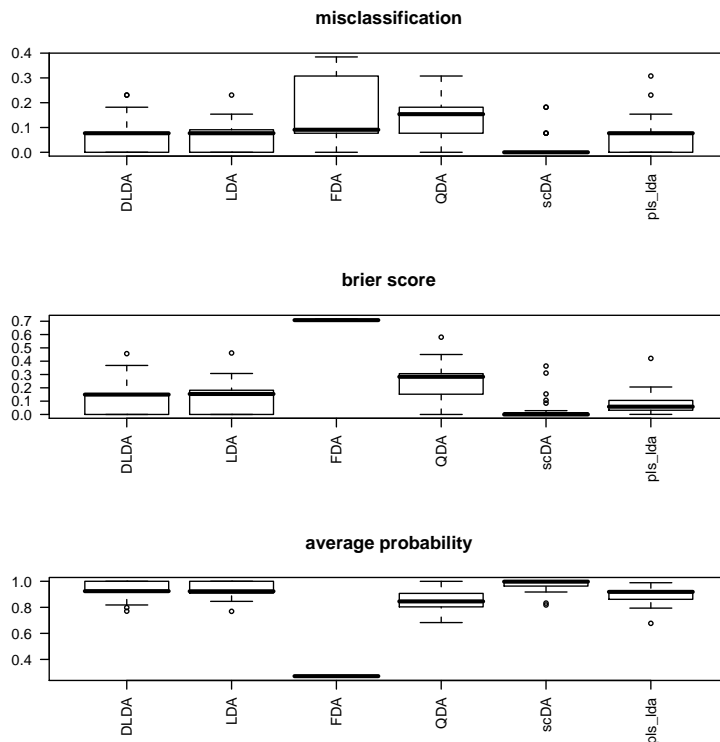 misclassification
0.4
0.3
0.2
0.1
0.0
DLDA
LDA
FDA
QDA
scDA
pls_lda
brier score
0.7
0.6
0.5
0.4
0.3
0.2
0.1
0.0
DLDA
LDA
FDA
QDA
scDA
pls_lda
average probability
1.0
0.8
0.6
0.4
DLDA
LDA
FDA
QDA
scDA
pls_lda